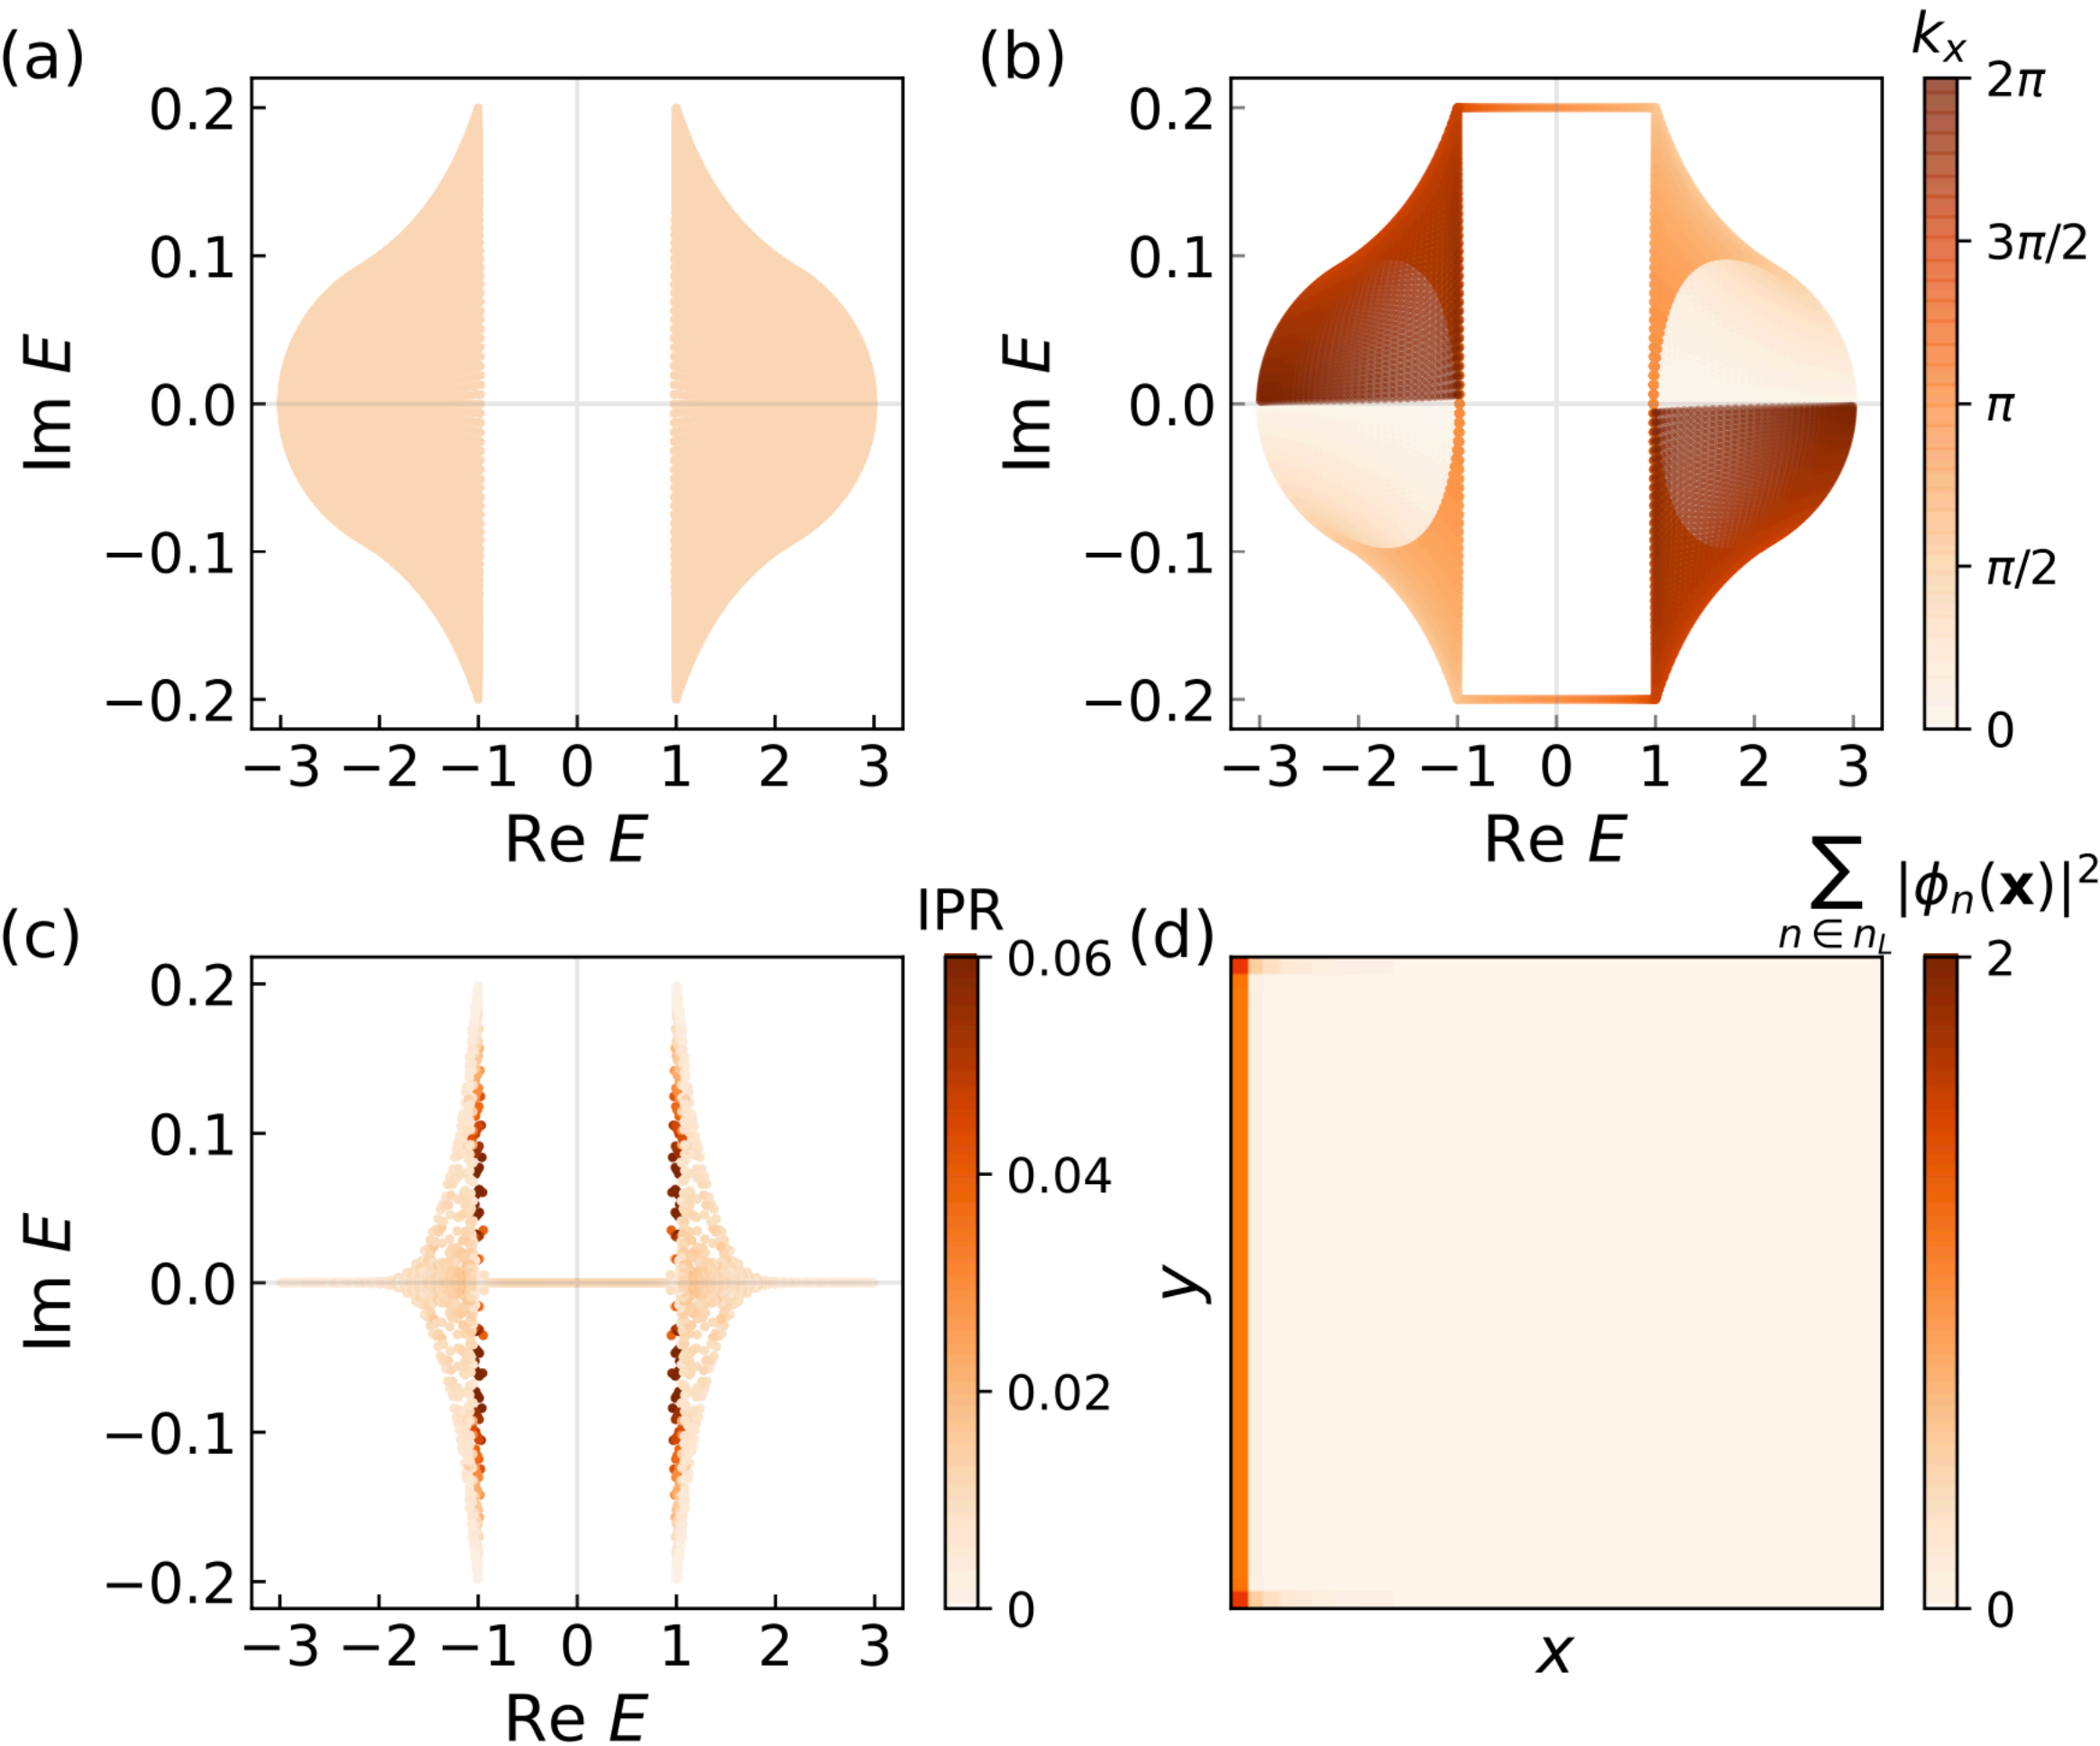 (a)
0.2
0.1
0.0
−0.1
−0.2
Im E
−3 −2 −1 0 1 2 3
Re E
(b)
0.2
0.1
0.0
−0.1
−0.2
Im E
−3 −2 −1 0 1 2 3
Re E
kₓ
2π
3π/2
π
π/2
0
(c)
0.2
0.1
0.0
−0.1
−0.2
Im E
−3 −2 −1 0 1 2 3
Re E
IPR
0.06
0.04
0.02
0
(d)
y
x
∑ |ϕₙ(𝐱)|²
n ∈ n_L
2
0